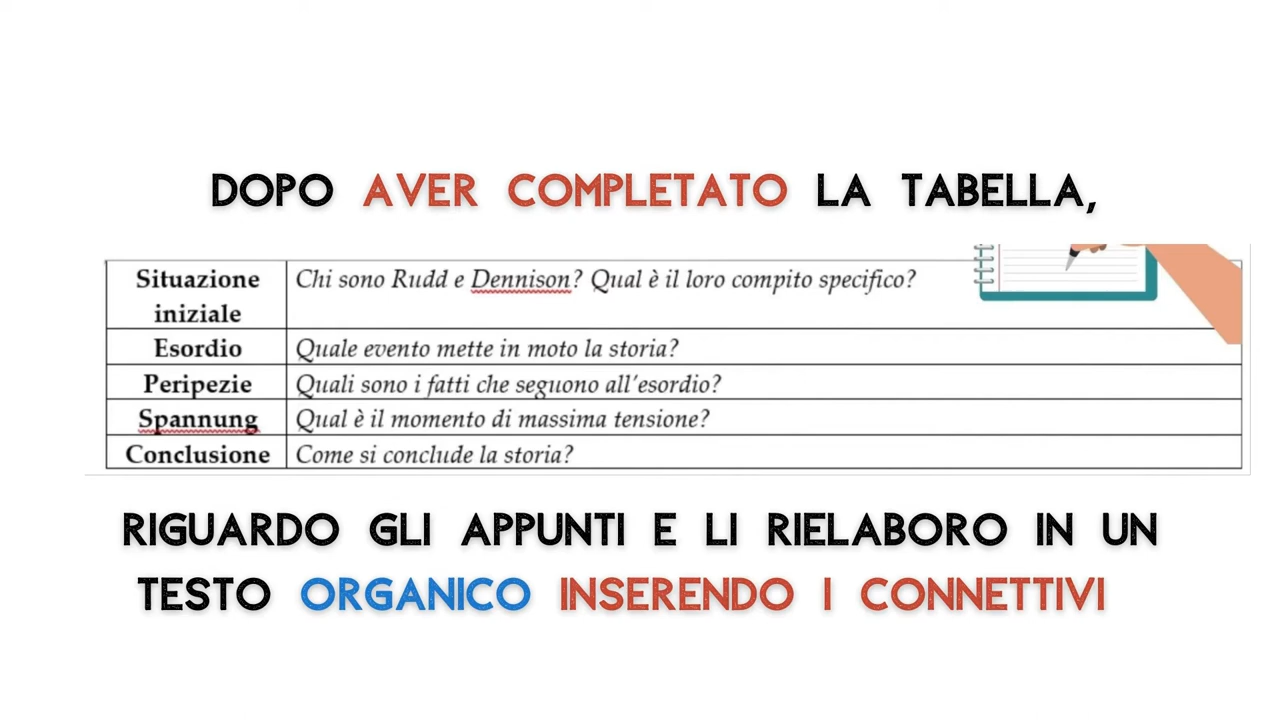 DOPO AVER COMPLETATO LA TABELLA,
Situazione iniziale Chi sono Rudd e Dennison? Qual è il loro compito specifico?
Esordio Quale evento mette in moto la storia?
Peripezie Quali sono i fatti che seguono all'esordio?
Spannung Qual è il momento di massima tensione?
Conclusione Come si conclude la storia?
RIGUARDO GLI APPUNTI E LI RIELABORO IN UN
TESTO ORGANICO INSERENDO I CONNETTIVI